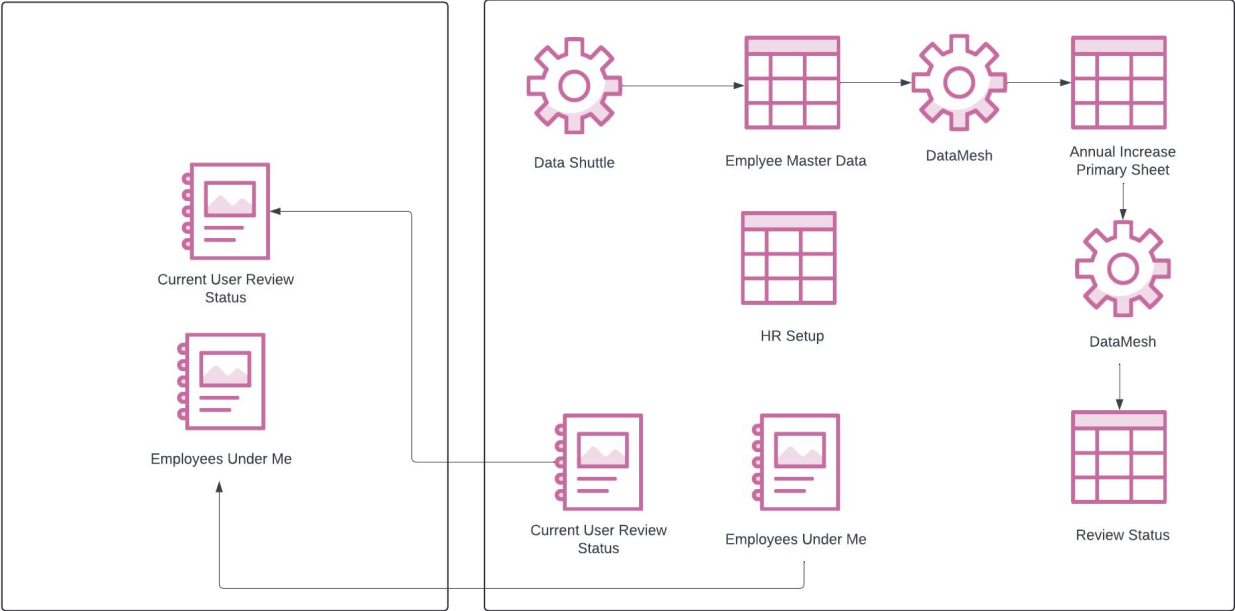 Current User Review
Status
Employees Under Me
Data Shuttle
Emplyee Master Data
DataMesh
Annual Increase
Primary Sheet
HR Setup
DataMesh
Current User Review
Status
Employees Under Me
Review Status